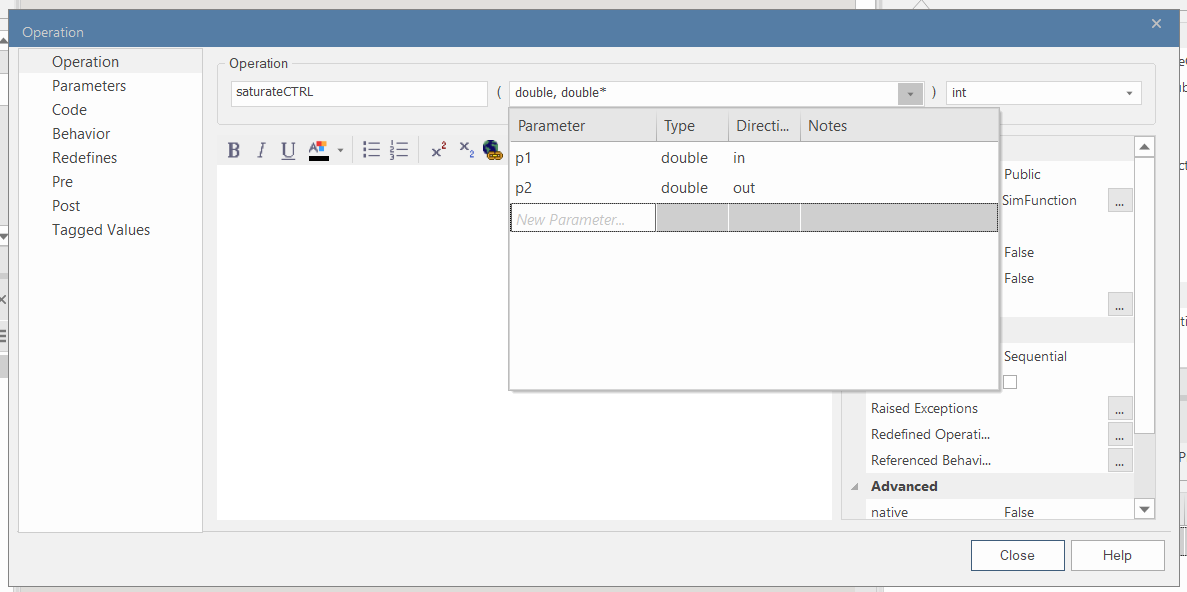 Operation
Operation
Parameters
Code
Behavior
Redefines
Pre
Post
Tagged Values
Operation
saturateCTRL ( double, double* ) int
Parameter Type Directi... Notes
p1 double in
p2 double out
New Parameter...
B I U A x² x₂
Public
SimFunction ...
False
False
...
Sequential
Raised Exceptions ...
Redefined Operati... ...
Referenced Behavi... ...
Advanced
native False
Close Help